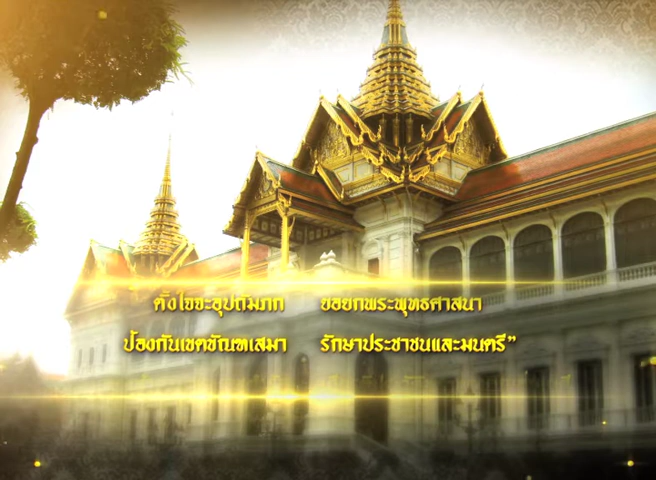 ตั้งใจจะอุปถัมภก ยอยกพระพุทธศาสนา
ป้องกันเขตขัณฑเสมา รักษาประชาชนและมนตรี”